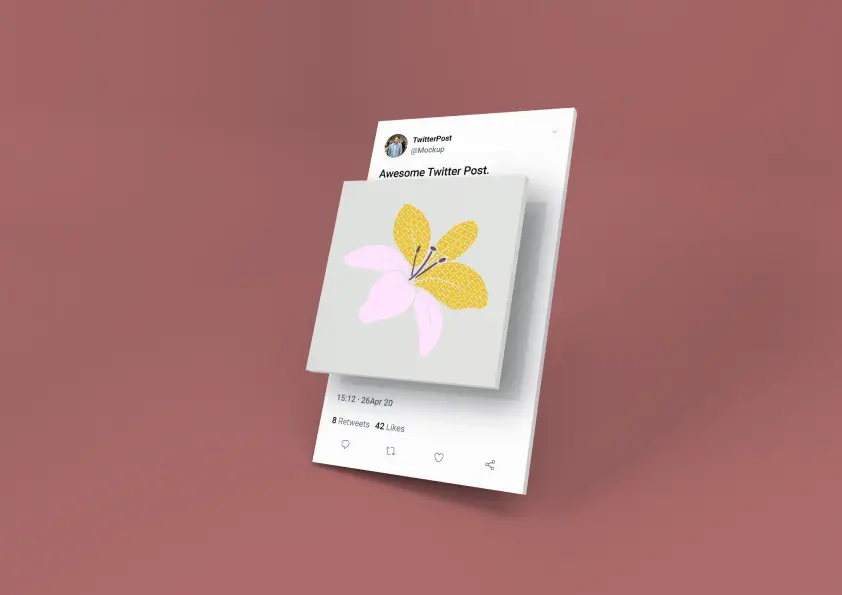 TwitterPost
@Mockup
Awesome Twitter Post.
15:12 · 26Apr 20
8 Retweets 42 Likes